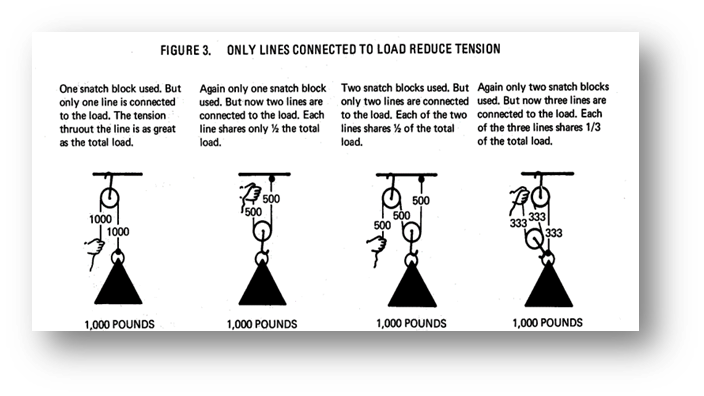 FIGURE 3. ONLY LINES CONNECTED TO LOAD REDUCE TENSION
One snatch block used. But
only one line is connected
to the load. The tension
thruout the line is as great
as the total load.
Again only one snatch block
used. But now two lines are
connected to the load. Each
line shares only ½ the total
load.
Two snatch blocks used. But
only two lines are connected
to the load. Each of the two
lines shares ½ of the total
load.
Again only two snatch blocks
used. But now three lines are
connected to the load. Each
of the three lines shares 1/3
of the total load.
1000
1000
500
500
500
500
500
333
333
333
1,000 POUNDS
1,000 POUNDS
1,000 POUNDS
1,000 POUNDS